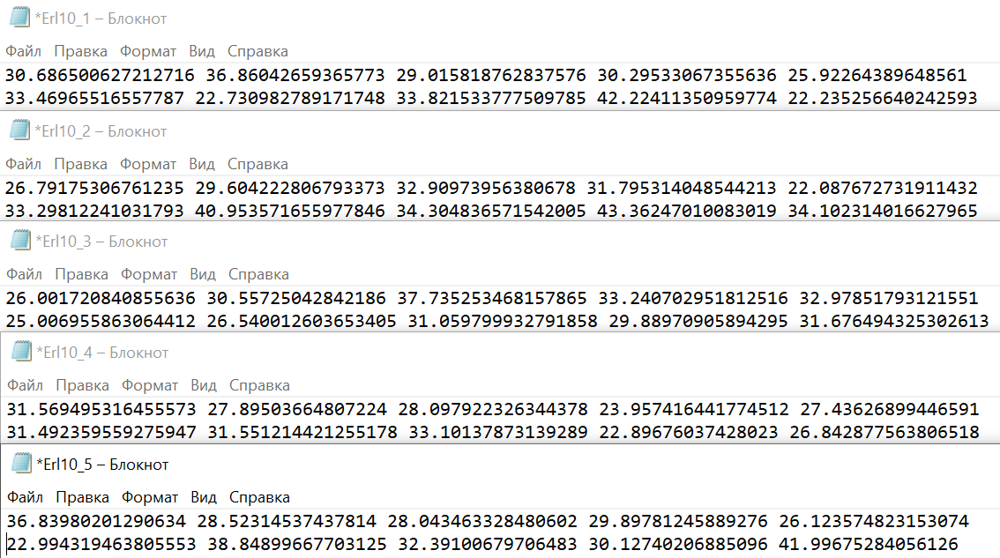 *Erl10_1 – Блокнот
Файл Правка Формат Вид Справка
30.686500627212716 36.86042659365773 29.015818762837576 30.29533067355636 25.92264389648561
33.46965516557787 22.730982789171748 33.821533777509785 42.22411350959774 22.235256640242593
*Erl10_2 – Блокнот
Файл Правка Формат Вид Справка
26.79175306761235 29.604222806793373 32.90973956380678 31.795314048544213 22.087672731911432
33.29812241031793 40.953571655977846 34.304836571542005 43.36247010083019 34.102314016627965
*Erl10_3 – Блокнот
Файл Правка Формат Вид Справка
26.001720840855636 30.55725042842186 37.735253468157865 33.240702951812516 32.97851793121551
25.006955863064412 26.540012603653405 31.059799932791858 29.88970905894295 31.676494325302613
*Erl10_4 – Блокнот
Файл Правка Формат Вид Справка
31.569495316455573 27.89503664807224 28.097922326344378 23.957416441774512 27.43626899446591
31.492359559275947 31.551214421255178 33.10137873139289 22.89676037428023 26.842877563806518
*Erl10_5 – Блокнот
Файл Правка Формат Вид Справка
36.83980201290634 28.52314537437814 28.043463328480602 29.89781245889276 26.123574823153074
22.994319463805553 38.84899667703125 32.39100679706483 30.12740206885096 41.99675284056126